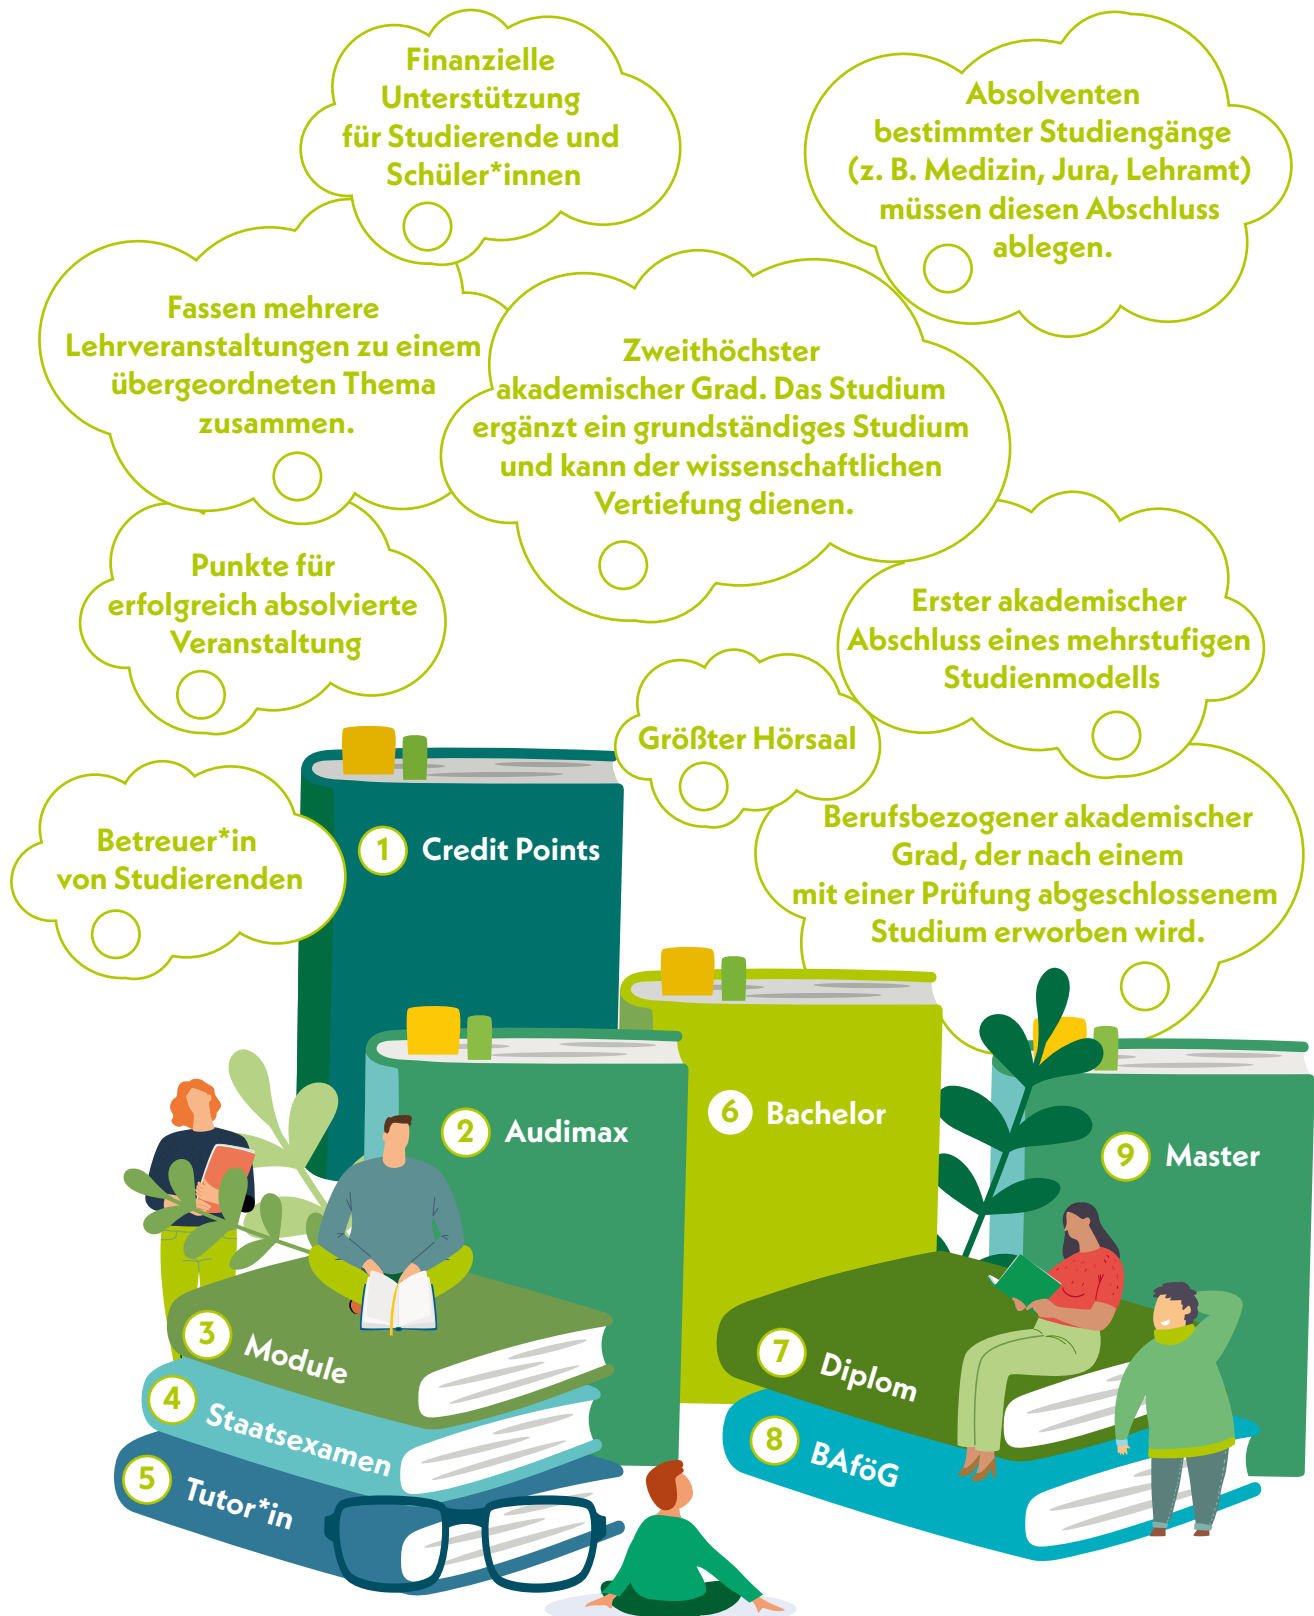 Finanzielle
Unterstützung
für Studierende und
Schüler*innen
Absolventen
bestimmter Studiengänge
(z. B. Medizin, Jura, Lehramt)
müssen diesen Abschluss
ablegen.
Fassen mehrere
Lehrveranstaltungen zu einem
übergeordneten Thema
zusammen.
Zweithöchster
akademischer Grad. Das Studium
ergänzt ein grundständiges Studium
und kann der wissenschaftlichen
Vertiefung dienen.
Punkte für
erfolgreich absolvierte
Veranstaltung
Erster akademischer
Abschluss eines mehrstufigen
Studienmodells
Größter Hörsaal
Betreuer*in
von Studierenden
Berufsbezogener akademischer
Grad, der nach einem
mit einer Prüfung abgeschlossenem
Studium erworben wird.
1 Credit Points
2 Audimax
3 Module
4 Staatsexamen
5 Tutor*in
6 Bachelor
7 Diplom
8 BAföG
9 Master